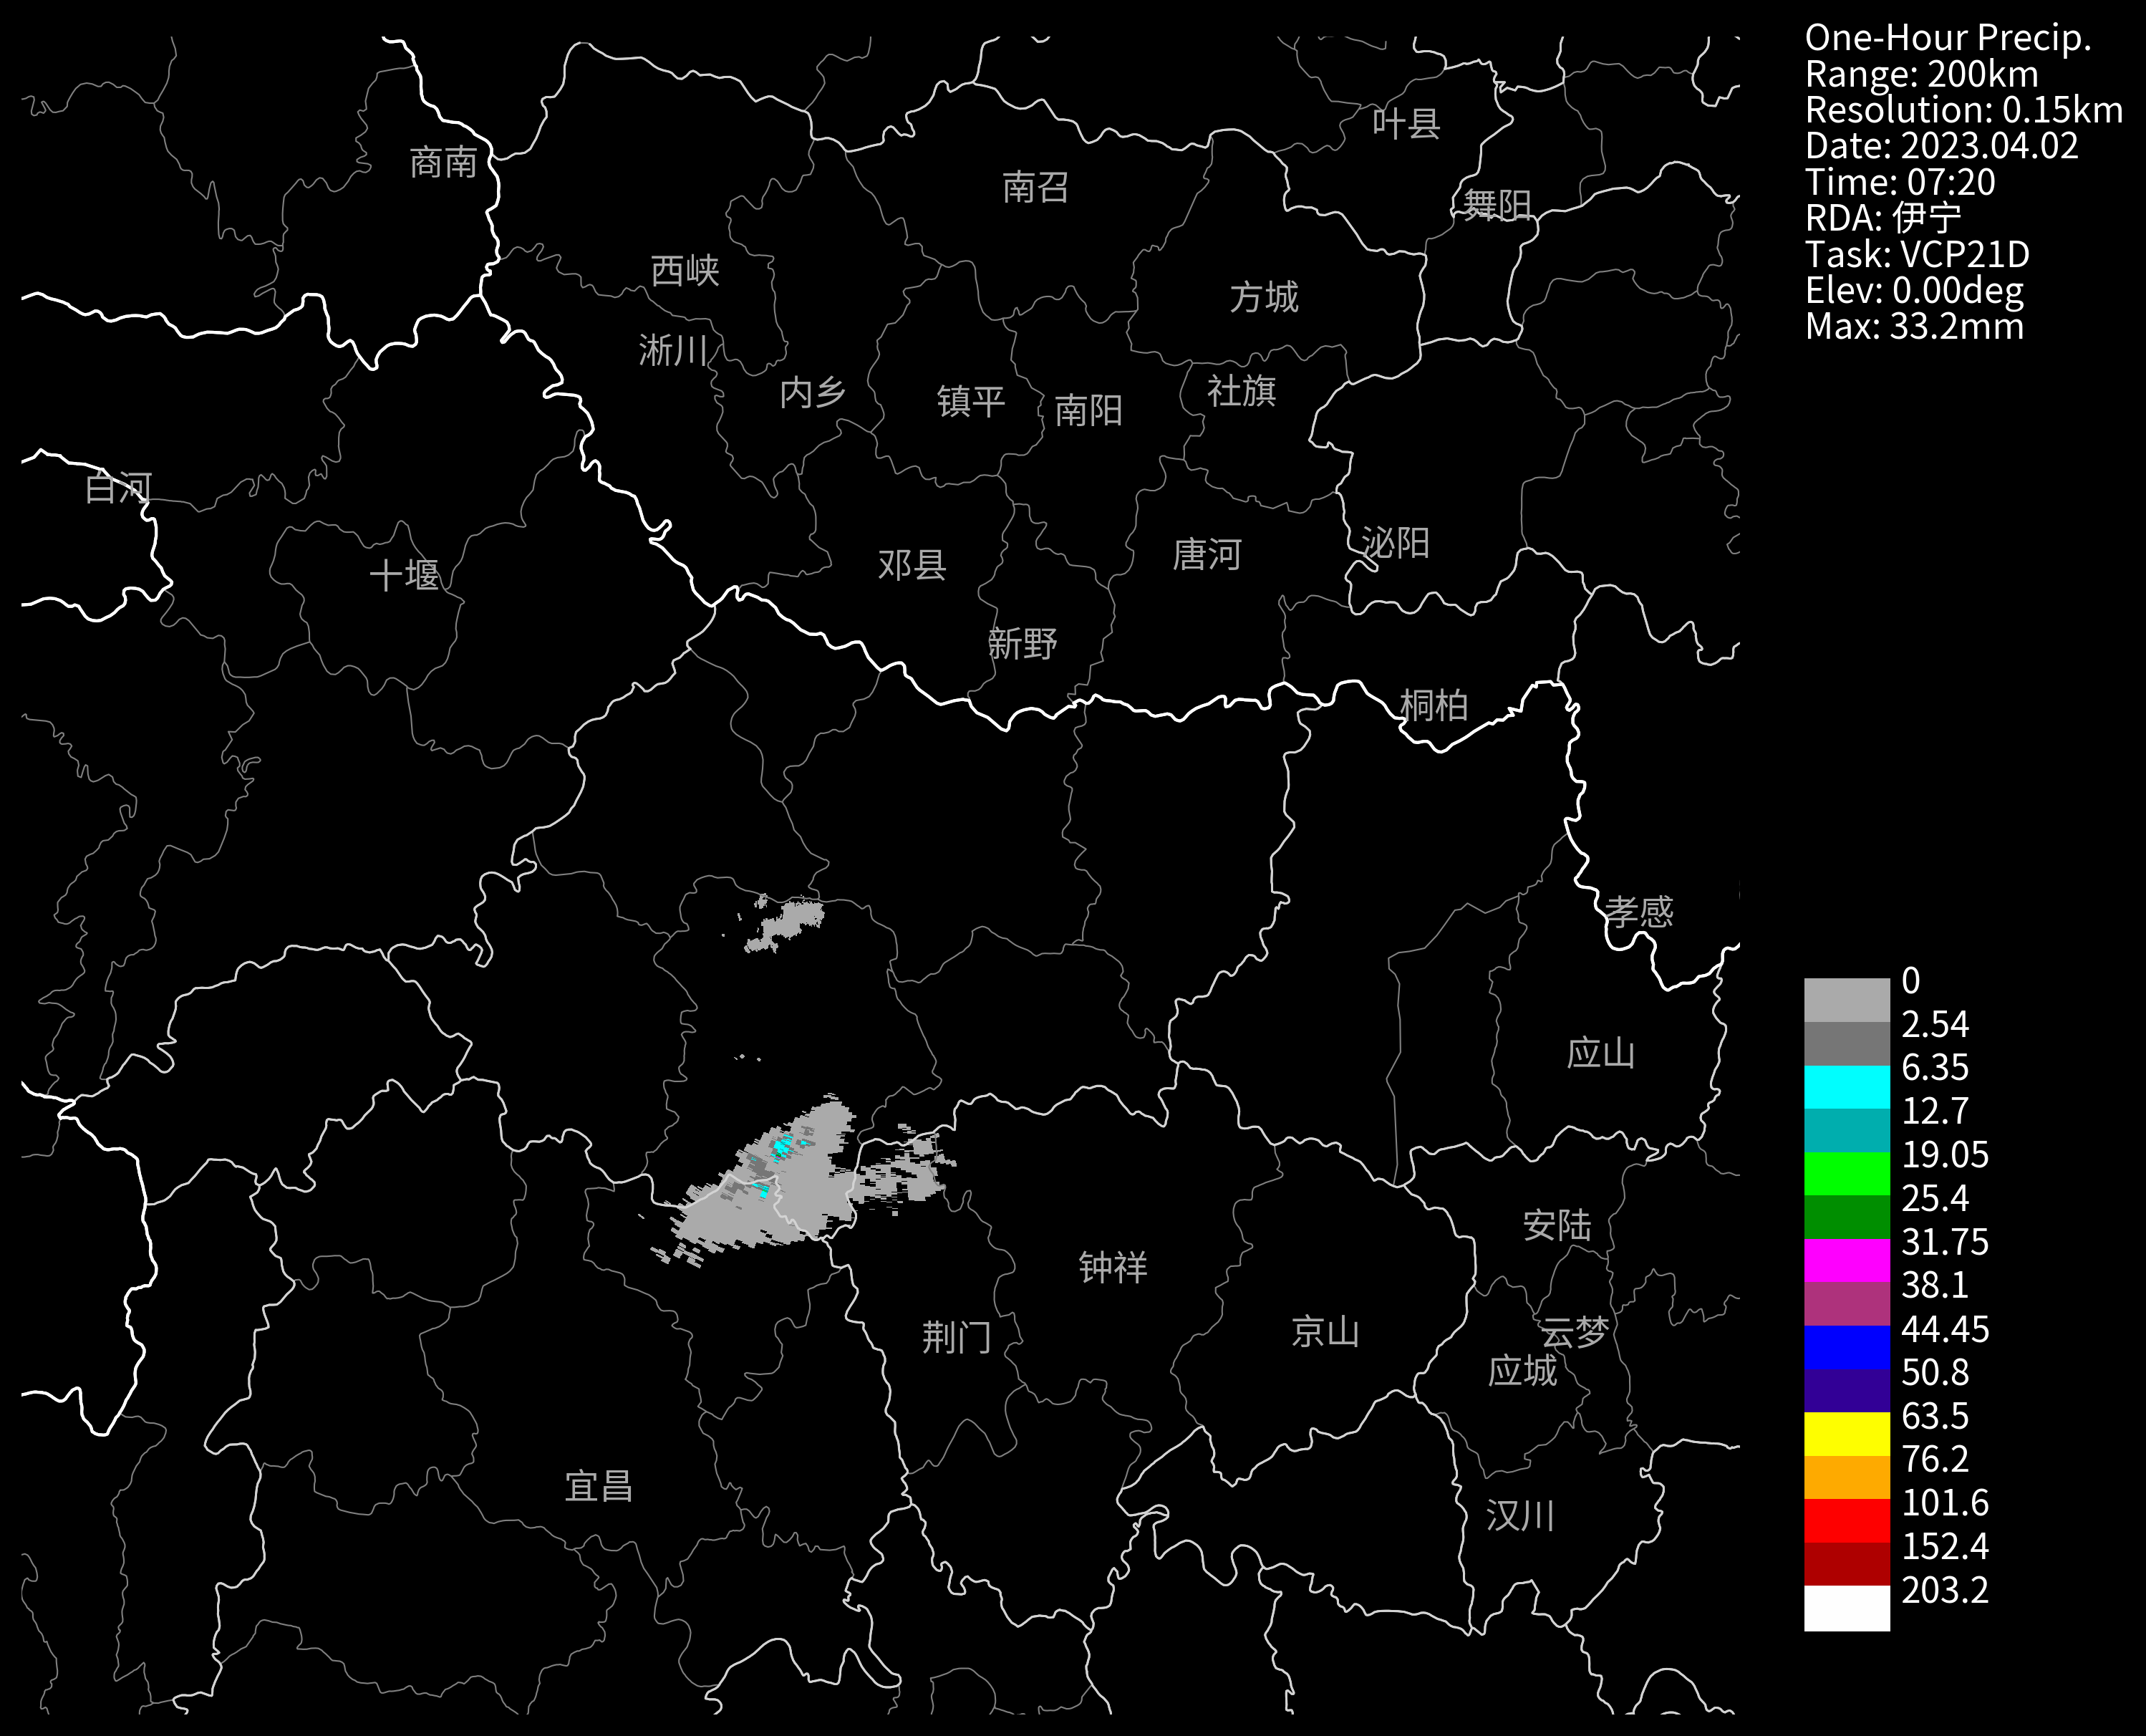 One-Hour Precip.
Range: 200km
Resolution: 0.15km
Date: 2023.04.02
Time: 07:20
RDA: 伊宁
Task: VCP21D
Elev: 0.00deg
Max: 33.2mm
叶县
商南
南召
舞阳
西峡
方城
淅川
内乡
镇平
南阳
社旗
白河
泌阳
唐河
邓县
十堰
新野
桐柏
孝感
应山
安陆
钟祥
荆门
京山
云梦
应城
宜昌
汉川
0
2.54
6.35
12.7
19.05
25.4
31.75
38.1
44.45
50.8
63.5
76.2
101.6
152.4
203.2